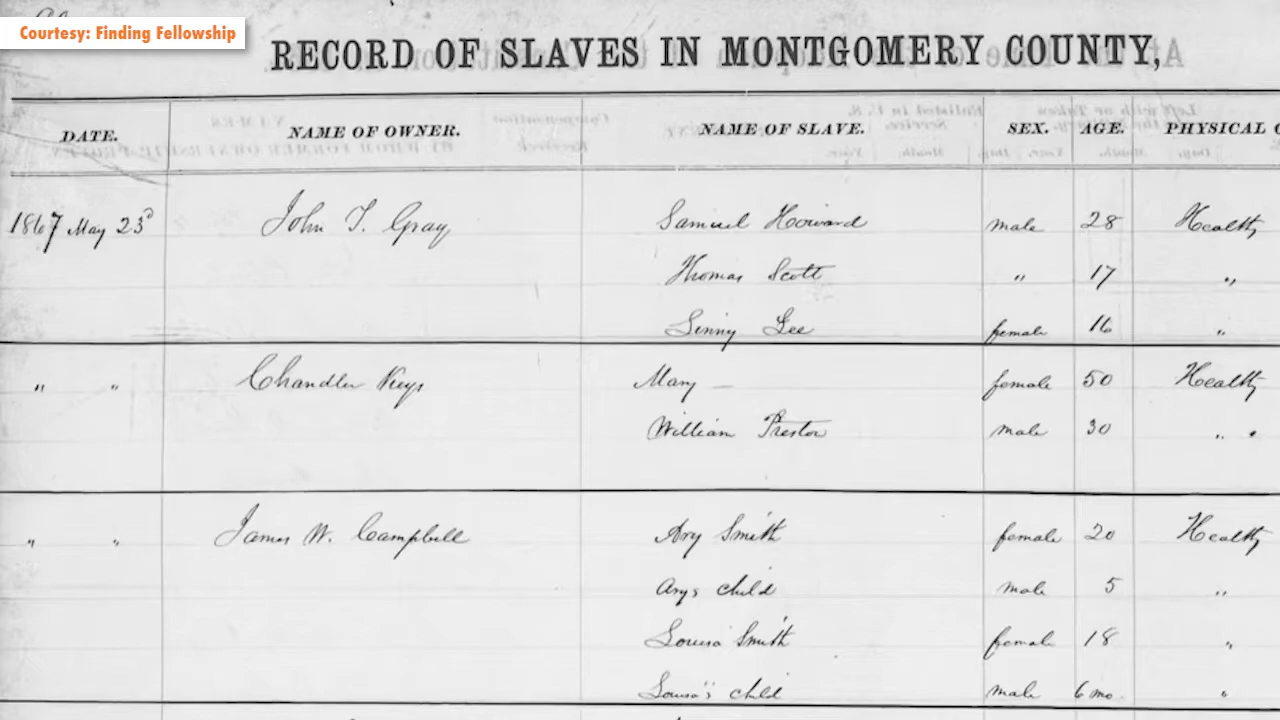 Courtesy: Finding Fellowship
RECORD OF SLAVES IN MONTGOMERY COUNTY,
DATE. NAME OF OWNER. NAME OF SLAVE. SEX. AGE. PHYSICAL C
1867 May 23d John T. Gray Samuel Howard male 28 Healthy
Thomas Scott " 17 "
Linny Lee female 16 "
" " Chandler Keys Mary — female 50 Healthy
William Preston male 30 " "
" " James W. Campbell Ary Smith female 20 Healthy
Arys child male 5 "
Louisa Smith female 18 "
Louisa's child male 6 mo. "